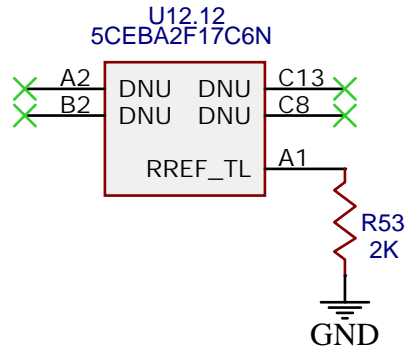 U12.12
5CEBA2F17C6N
A2 DNU DNU C13
B2 DNU DNU C8
RREF_TL A1
R53
2K
GND